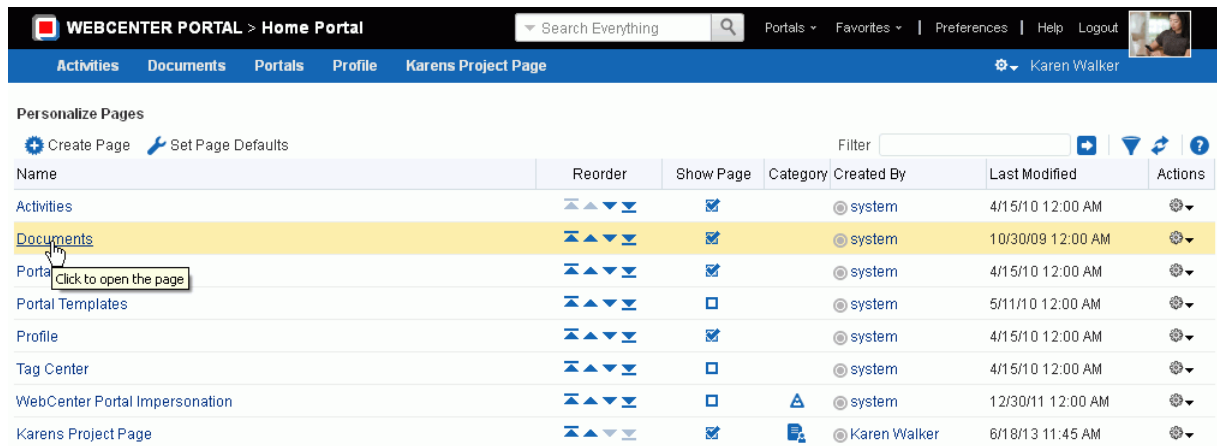 WEBCENTER PORTAL > Home Portal Search Everything Portals Favorites | Preferences | Help Logout
Activities Documents Portals Profile Karens Project Page Karen Walker
Personalize Pages
Create Page Set Page Defaults Filter
Name Reorder Show Page Category Created By Last Modified Actions
Activities system 4/15/10 12:00 AM
Documents system 10/30/09 12:00 AM
Porta system 4/15/10 12:00 AM
Click to open the page
Portal Templates system 5/11/10 12:00 AM
Profile system 4/15/10 12:00 AM
Tag Center system 4/15/10 12:00 AM
WebCenter Portal Impersonation system 12/30/11 12:00 AM
Karens Project Page Karen Walker 6/18/13 11:45 AM